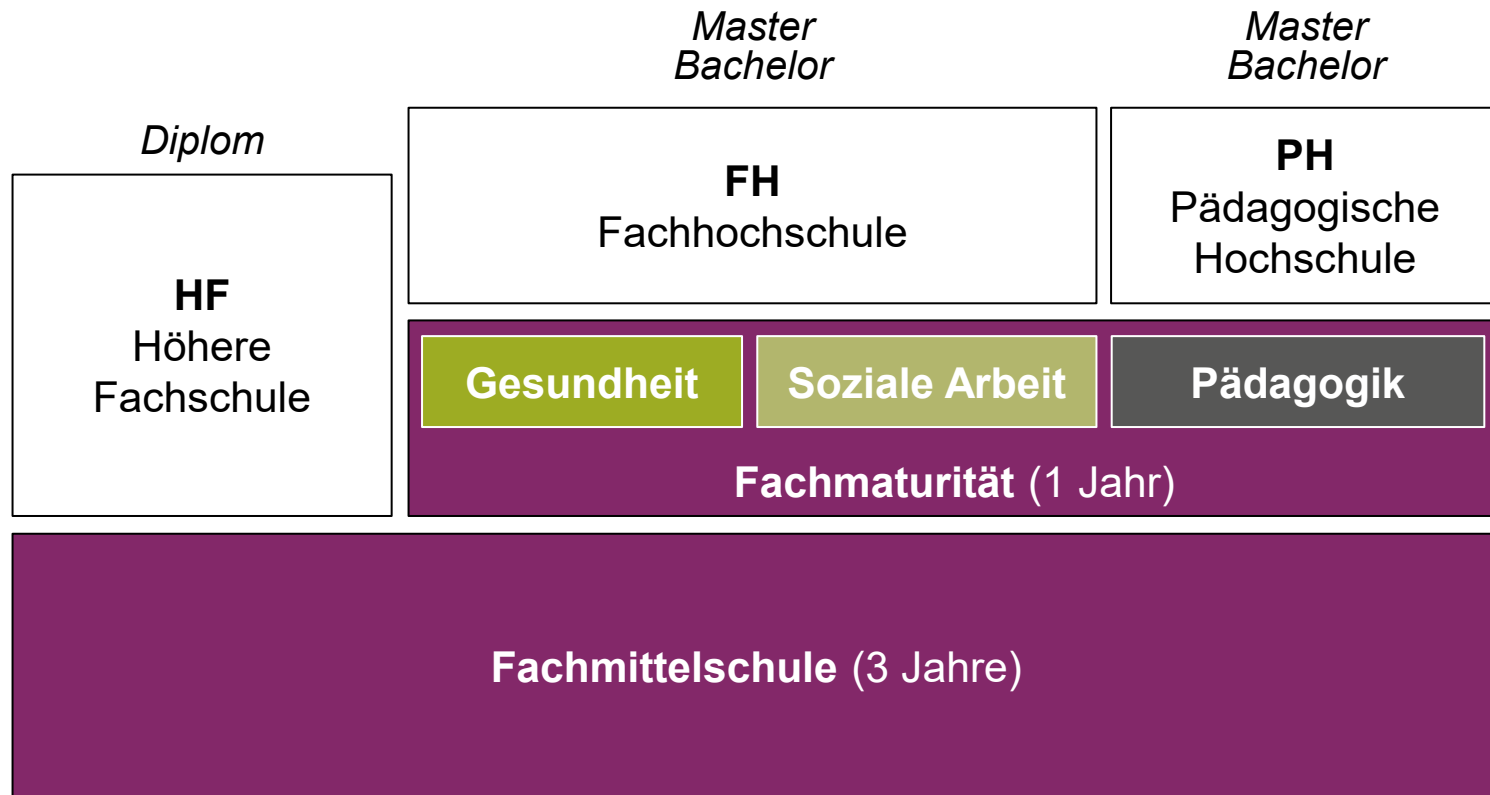 Diplom
HF
Höhere
Fachschule
Master
Bachelor
FH
Fachhochschule
Master
Bachelor
PH
Pädagogische
Hochschule
Gesundheit
Soziale Arbeit
Pädagogik
Fachmaturität (1 Jahr)
Fachmittelschule (3 Jahre)